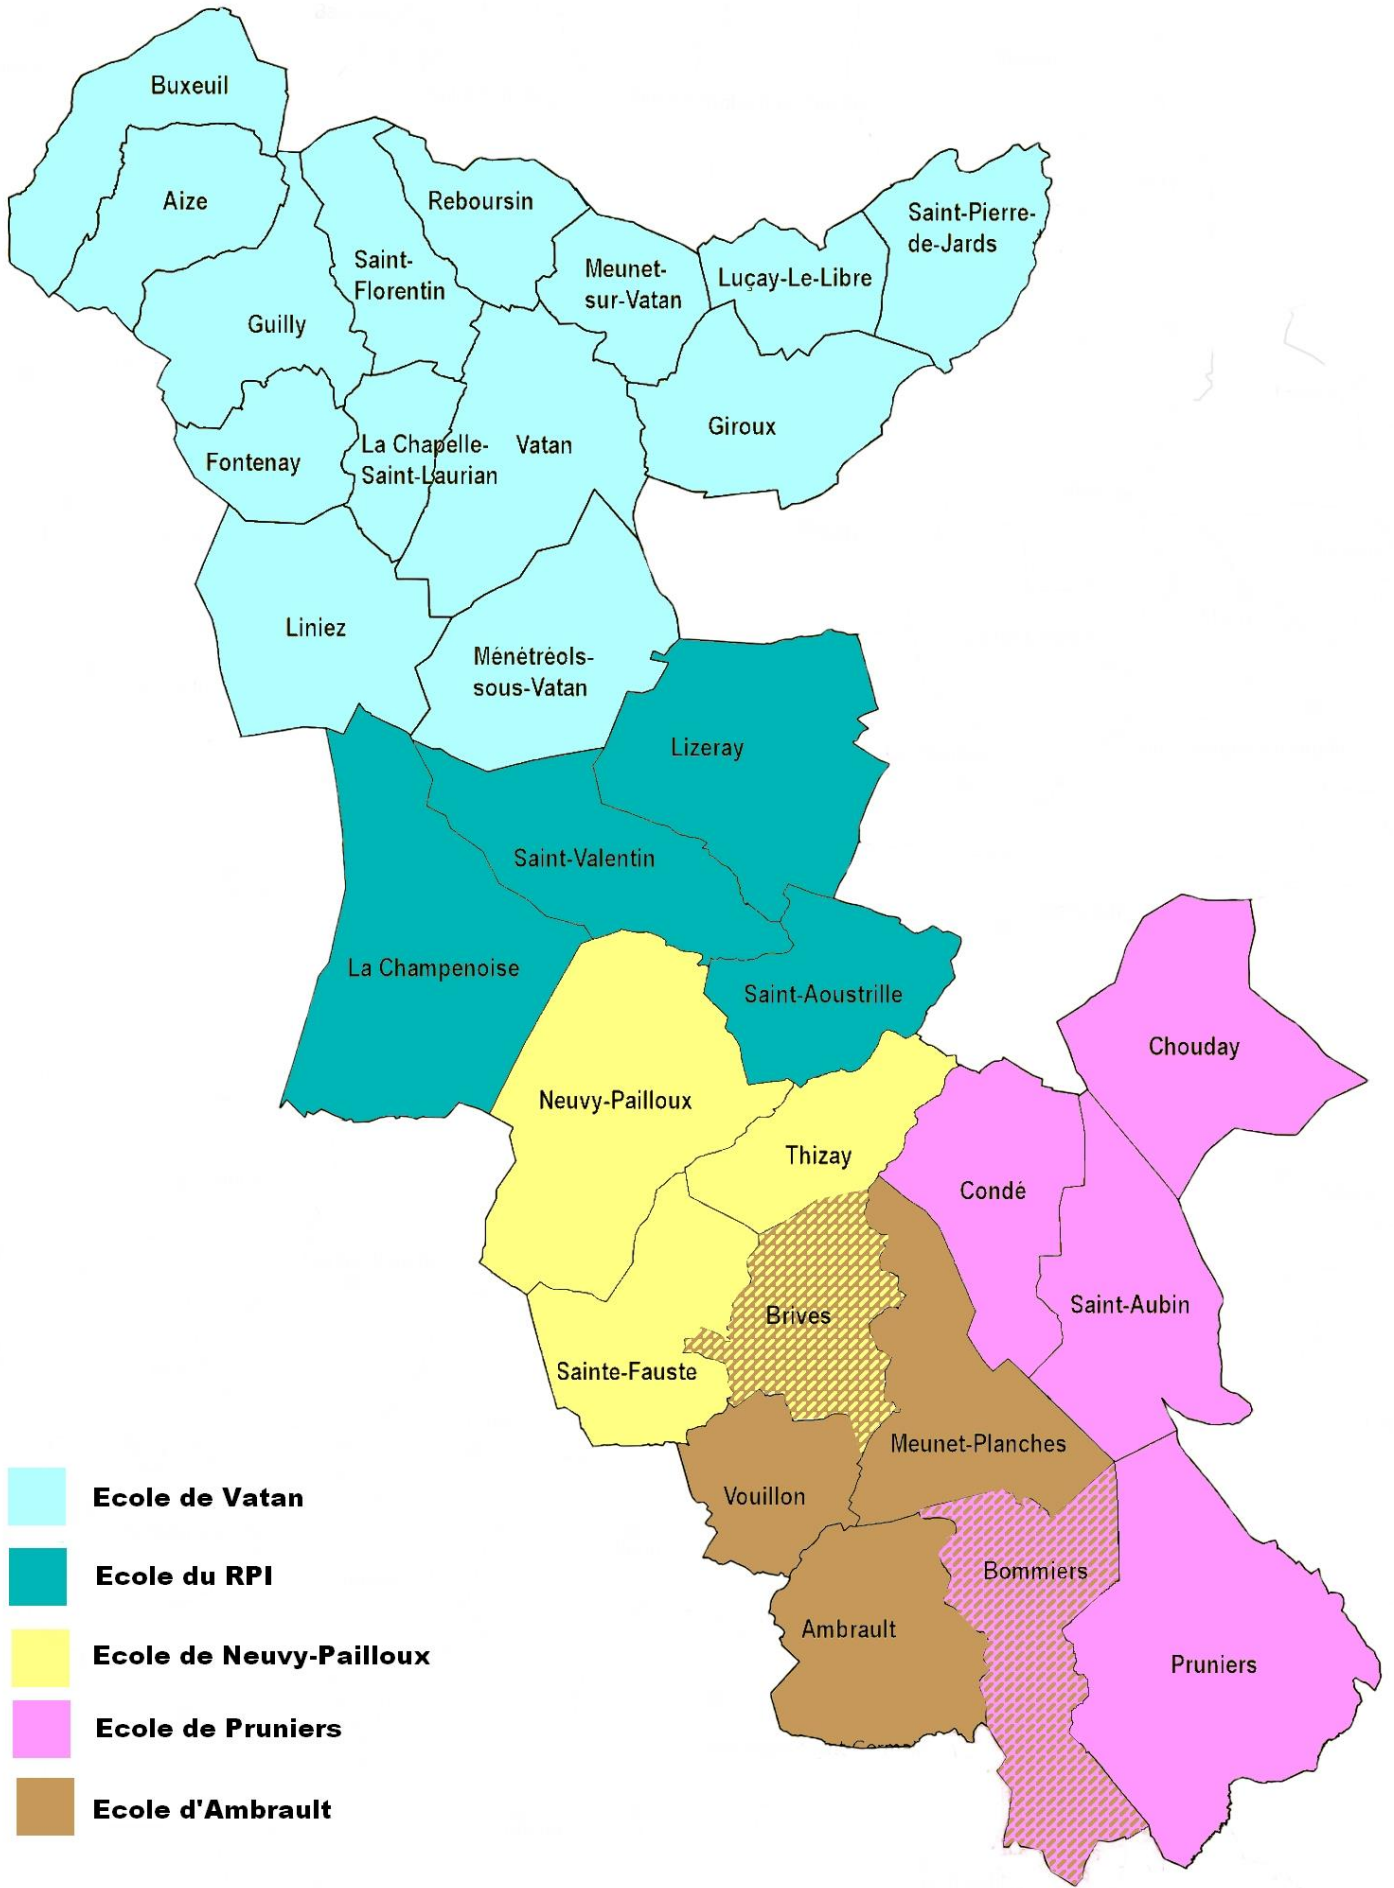 Buxeuil
Aize
Reboursin
Saint-Pierre-
de-Jards
Saint-
Florentin
Meunet-
sur-Vatan
Luçay-Le-Libre
Guilly
Giroux
La Chapelle-
Saint-Laurian
Vatan
Fontenay
Liniez
Ménétréols-
sous-Vatan
Lizeray
Saint-Valentin
La Champenoise
Saint-Aoustrille
Chouday
Neuvy-Pailloux
Thizay
Condé
Saint-Aubin
Brives
Sainte-Fauste
Meunet-Planches
Vouillon
Bommiers
Ambrault
Pruniers
Ecole de Vatan
Ecole du RPI
Ecole de Neuvy-Pailloux
Ecole de Pruniers
Ecole d'Ambrault